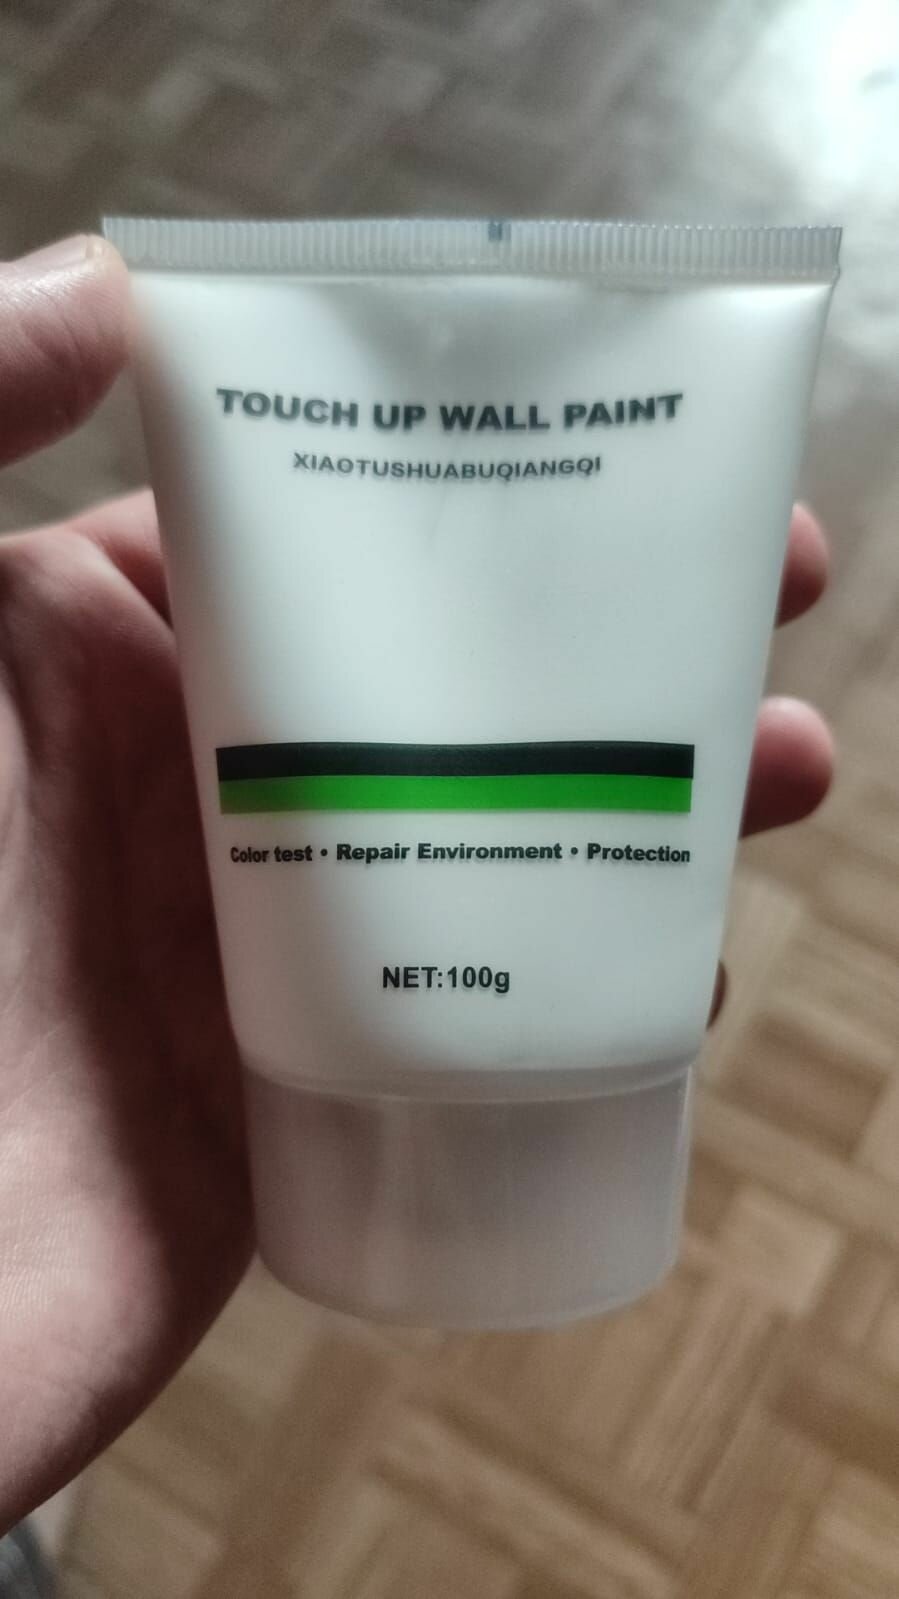 TOUCH UP WALL PAINT
XIAOTUSHUABUQIANGQI
Color test • Repair Environment • Protection
NET:100g